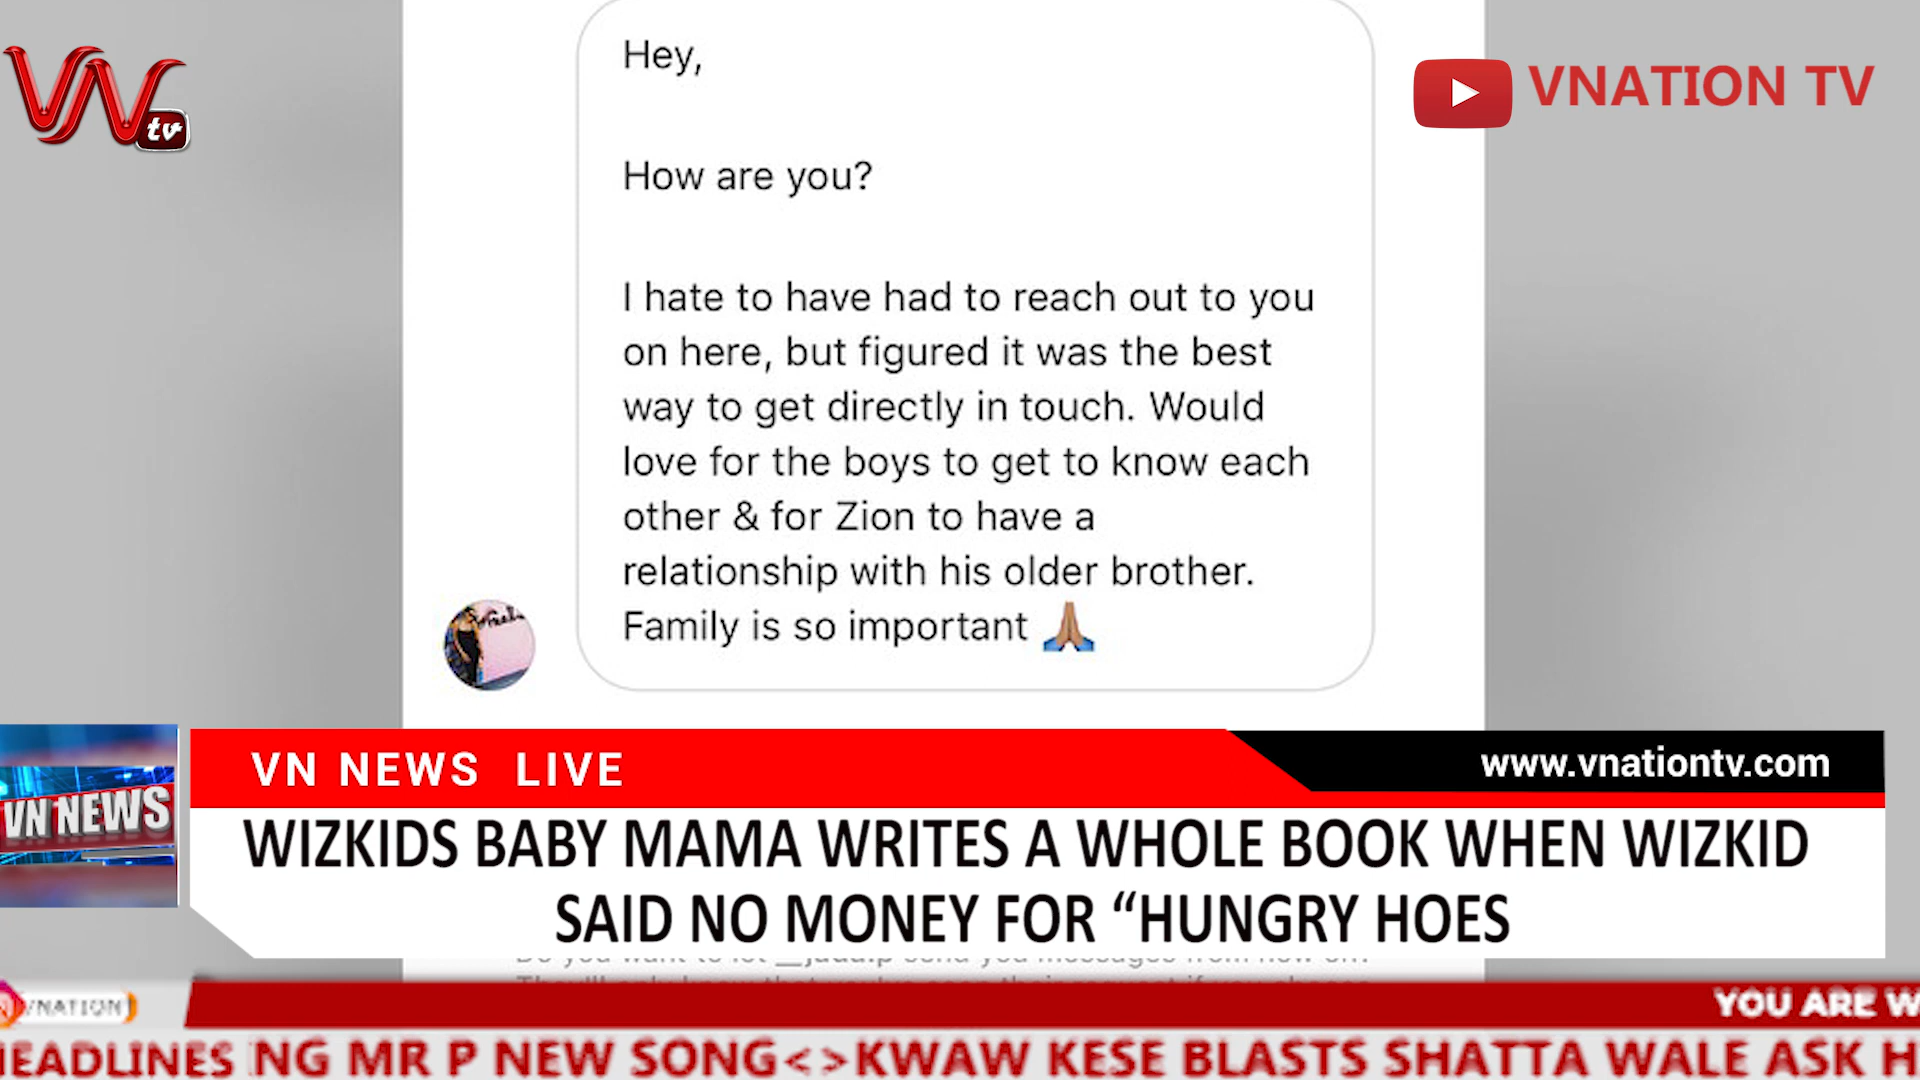 VN
tv
VNATION TV
Hey,
How are you?
I hate to have had to reach out to you
on here, but figured it was the best
way to get directly in touch. Would
love for the boys to get to know each
other & for Zion to have a
relationship with his older brother.
Family is so important 🙏🏽
VN NEWS LIVE
www.vnationtv.com
VN NEWS
WIZKIDS BABY MAMA WRITES A WHOLE BOOK WHEN WIZKID
SAID NO MONEY FOR “HUNGRY HOES
VNATION
YOU ARE W
HEADLINES NG MR P NEW SONG<>KWAW KESE BLASTS SHATTA WALE ASK H